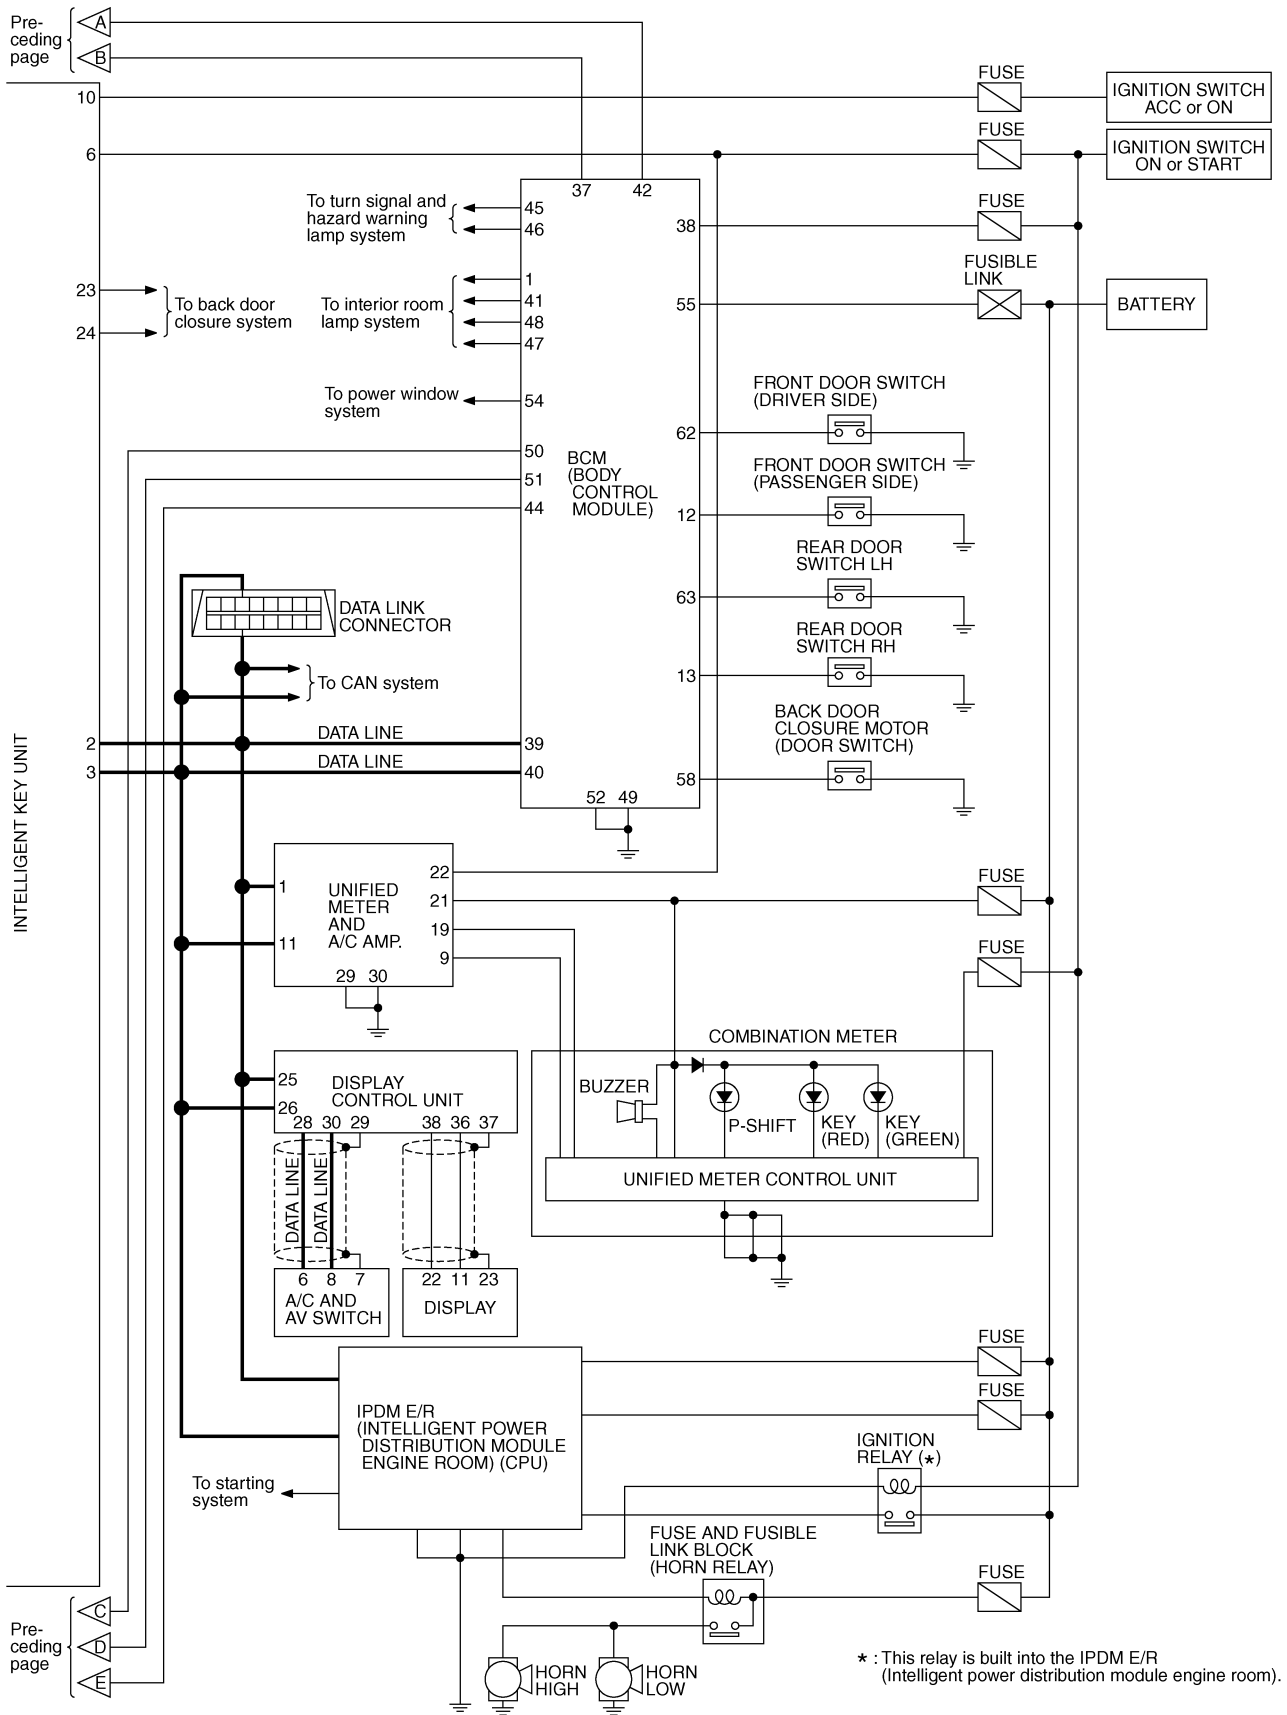 Pre-
ceding
page
A
B
FUSE
IGNITION SWITCH
ACC or ON
10
FUSE
IGNITION SWITCH
ON or START
6
37 42
To turn signal and
hazard warning
lamp system
45
46
FUSE
38
FUSIBLE
LINK
23
24
To back door
closure system
To interior room
lamp system
1
41
48
47
55
BATTERY
To power window
system
54
FRONT DOOR SWITCH
(DRIVER SIDE)
62
50
51
44
BCM
(BODY
CONTROL
MODULE)
FRONT DOOR SWITCH
(PASSENGER SIDE)
12
REAR DOOR
SWITCH LH
63
DATA LINK
CONNECTOR
REAR DOOR
SWITCH RH
13
To CAN system
BACK DOOR
CLOSURE MOTOR
(DOOR SWITCH)
58
INTELLIGENT KEY UNIT
2
DATA LINE
39
3
DATA LINE
40
52 49
1
11
UNIFIED
METER
AND
A/C AMP.
22
21
19
9
29 30
FUSE
FUSE
COMBINATION METER
25
26
DISPLAY
CONTROL UNIT
28 30 29 38 36 37
BUZZER
P-SHIFT
KEY
(RED)
KEY
(GREEN)
UNIFIED METER CONTROL UNIT
DATA LINE
DATA LINE
6 8 7
A/C AND
AV SWITCH
22 11 23
DISPLAY
FUSE
FUSE
IPDM E/R
(INTELLIGENT POWER
DISTRIBUTION MODULE
ENGINE ROOM) (CPU)
IGNITION
RELAY (*)
To starting
system
FUSE AND FUSIBLE
LINK BLOCK
(HORN RELAY)
FUSE
Pre-
ceding
page
C
D
E
HORN
HIGH
HORN
LOW
* : This relay is built into the IPDM E/R
(Intelligent power distribution module engine room).